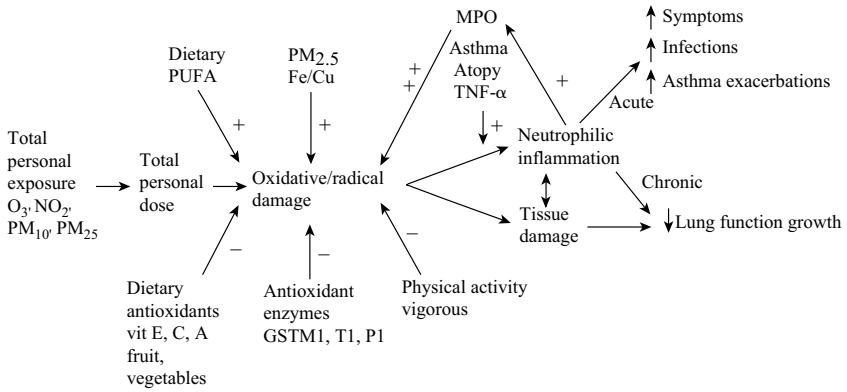 MPO
Symptoms
Infections
Asthma exacerbations
Acute
Dietary
PUFA
PM2.5
Fe/Cu
Asthma
Atopy
TNF-α
+
+
+
+
+
+
Total
personal
exposure
O3, NO2,
PM10, PM25
Total
personal
dose
Oxidative/radical
damage
Neutrophilic
inflammation
Tissue
damage
Chronic
Lung function growth
–
–
–
Dietary
antioxidants
vit E, C, A
fruit,
vegetables
Antioxidant
enzymes
GSTM1, T1, P1
Physical activity
vigorous